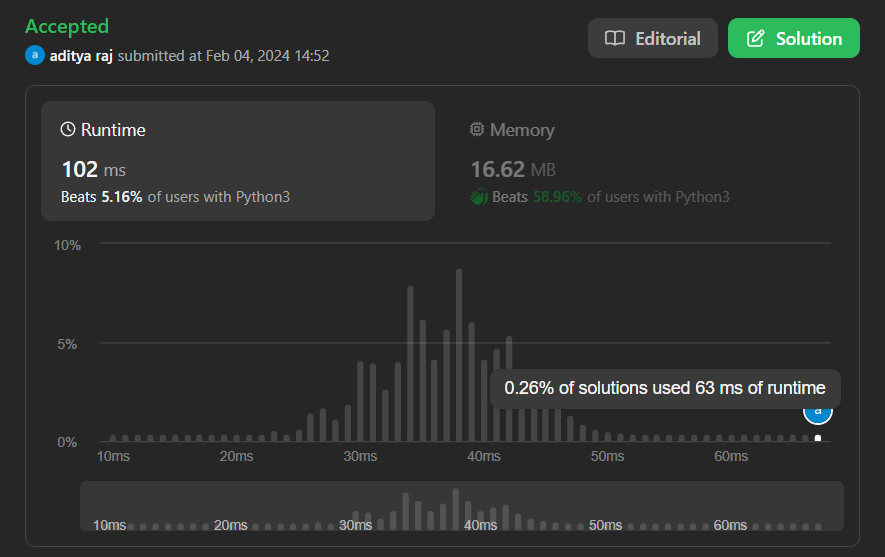 Accepted
Editorial
Solution
a aditya raj submitted at Feb 04, 2024 14:52
Runtime
Memory
102 ms
16.62 MB
Beats 5.16% of users with Python3
Beats 58.96% of users with Python3
10%
5%
0.26% of solutions used 63 ms of runtime
a
0%
10ms 20ms 30ms 40ms 50ms 60ms
10ms 20ms 30ms 40ms 50ms 60ms